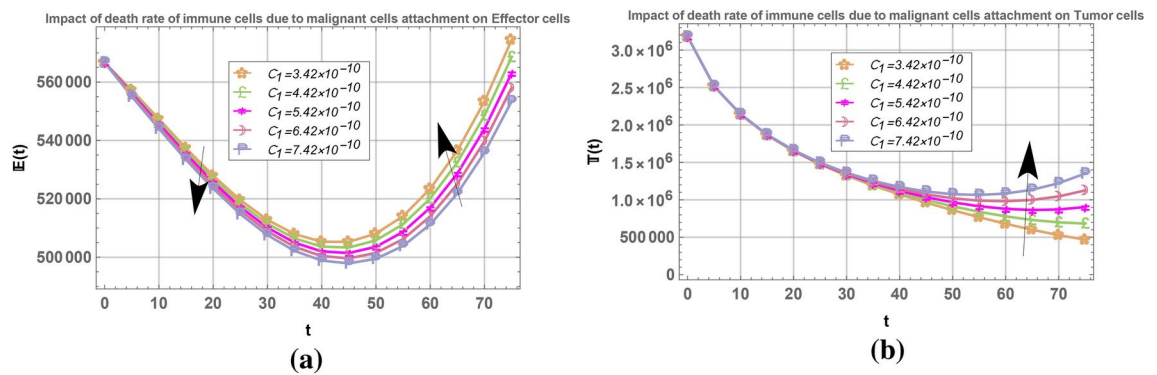 Impact of death rate of immune cells due to malignant cells attachment on Effector cells
560 000
540 000
520 000
500 000
𝔼(t)
C1=3.42×10−10
C1=4.42×10−10
C1=5.42×10−10
C1=6.42×10−10
C1=7.42×10−10
0 10 20 30 40 50 60 70
t
(a)
Impact of death rate of immune cells due to malignant cells attachment on Tumor cells
3.0×10^6
2.5×10^6
2.0×10^6
1.5×10^6
1.0×10^6
500 000
0
𝕋(t)
C1=3.42×10−10
C1=4.42×10−10
C1=5.42×10−10
C1=6.42×10−10
C1=7.42×10−10
0 10 20 30 40 50 60 70
t
(b)